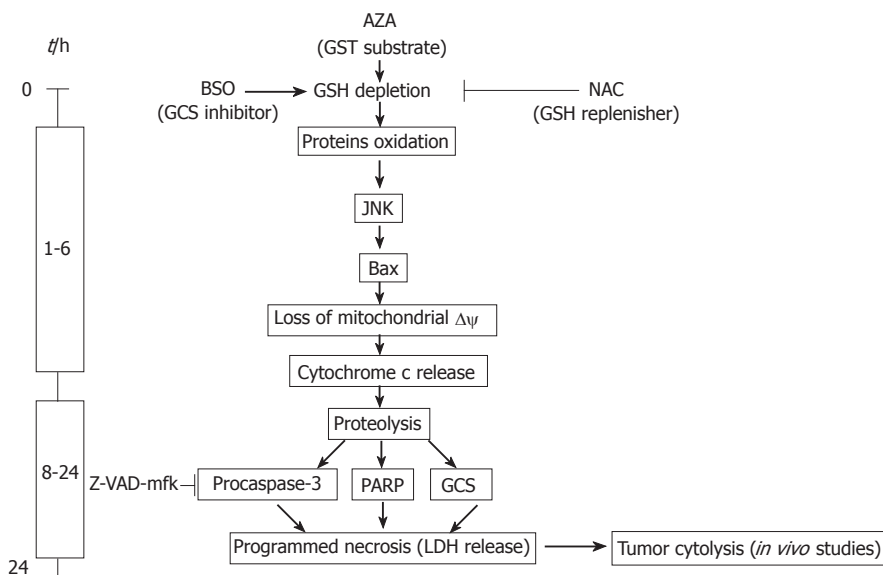 AZA
(GST substrate)
t/h
0
BSO
(GCS inhibitor)
GSH depletion
NAC
(GSH replenisher)
Proteins oxidation
JNK
1-6
Bax
Loss of mitochondrial Δψ
Cytochrome c release
Proteolysis
8-24
Z-VAD-mfk
Procaspase-3
PARP
GCS
Programmed necrosis (LDH release)
Tumor cytolysis (in vivo studies)
24